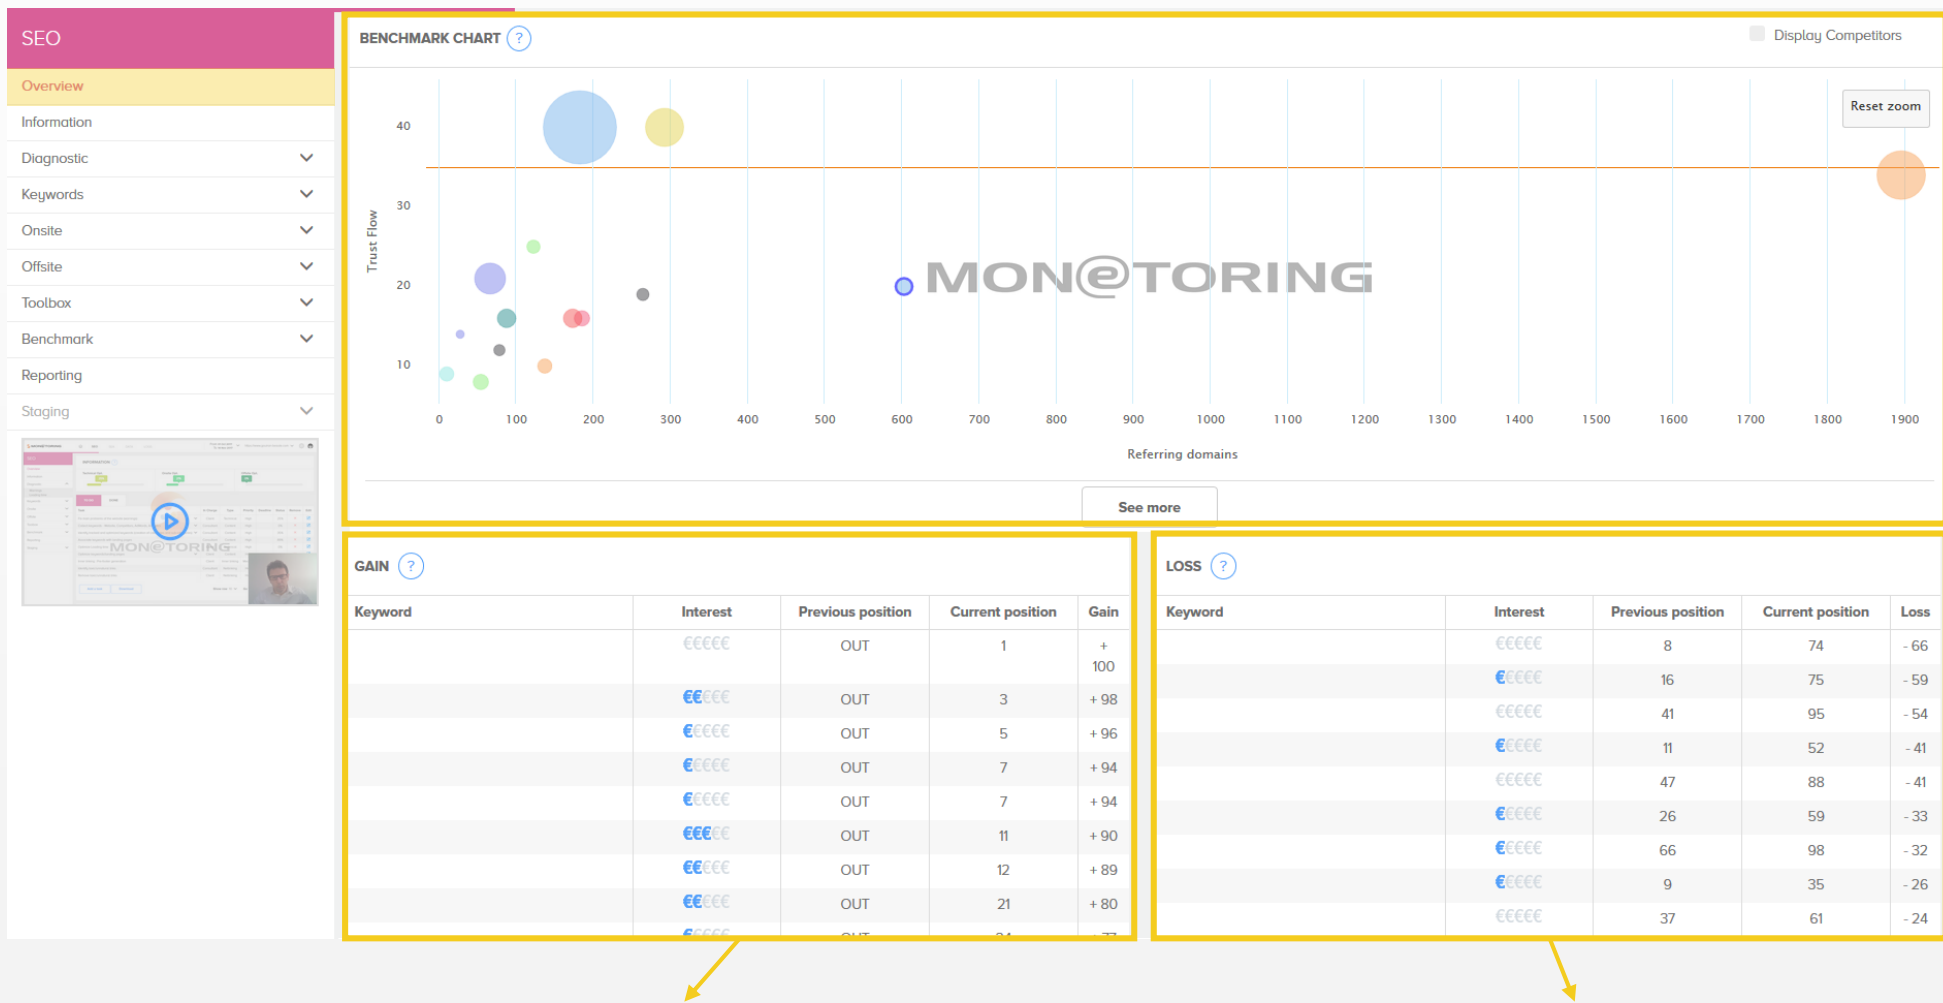 SEO
Overview
Information
Diagnostic
Keywords
Onsite
Offsite
Toolbox
Benchmark
Reporting
Staging
MON@TORING
BENCHMARK CHART ?
Display Competitors
Reset zoom
Trust Flow
40
30
20
10
MON@TORING
0 100 200 300 400 500 600 700 800 900 1000 1100 1200 1300 1400 1500 1600 1700 1800 1900
Referring domains
See more
GAIN ?
Keyword Interest Previous position Current position Gain
€€€€€ OUT 1 + 100
€€€€€ OUT 3 + 98
€€€€€ OUT 5 + 96
€€€€€ OUT 7 + 94
€€€€€ OUT 7 + 94
€€€€€ OUT 11 + 90
€€€€€ OUT 12 + 89
€€€€€ OUT 21 + 80
LOSS ?
Keyword Interest Previous position Current position Loss
€€€€€ 8 74 - 66
€€€€€ 16 75 - 59
€€€€€ 41 95 - 54
€€€€€ 11 52 - 41
€€€€€ 47 88 - 41
€€€€€ 26 59 - 33
€€€€€ 66 98 - 32
€€€€€ 9 35 - 26
€€€€€ 37 61 - 24